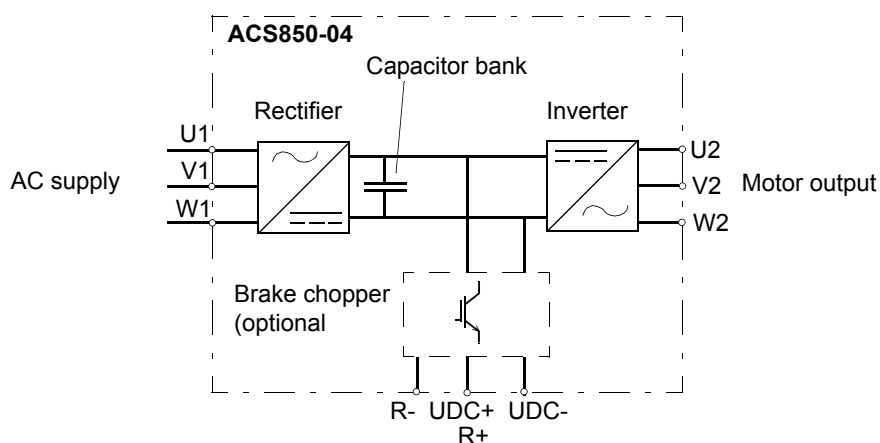 ACS850-04
Capacitor bank
Rectifier
Inverter
U1
V1
W1
AC supply
U2
V2
W2
Motor output
Brake chopper
(optional
R- UDC+ UDC-
R+